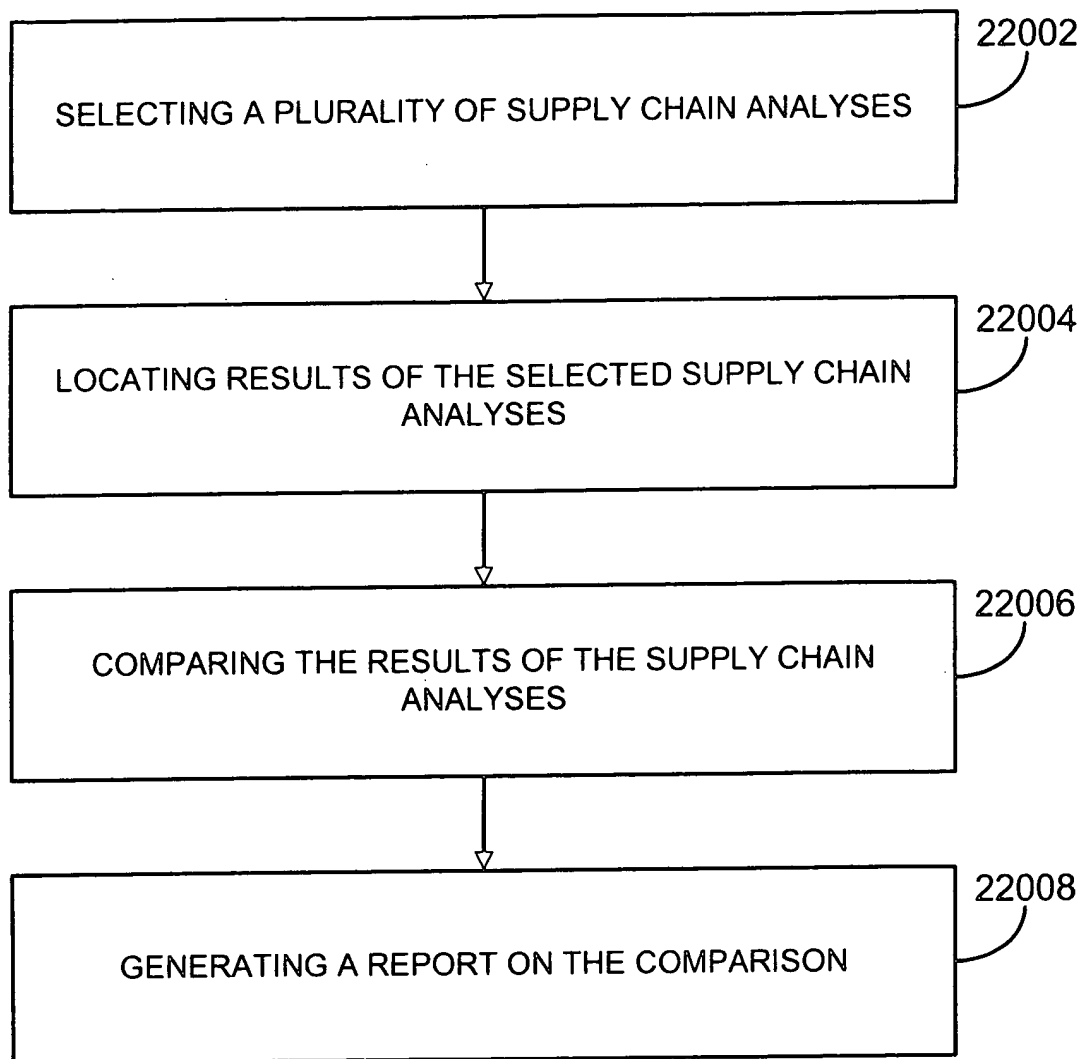 22002
SELECTING A PLURALITY OF SUPPLY CHAIN ANALYSES
22004
LOCATING RESULTS OF THE SELECTED SUPPLY CHAIN
ANALYSES
22006
COMPARING THE RESULTS OF THE SUPPLY CHAIN
ANALYSES
22008
GENERATING A REPORT ON THE COMPARISON